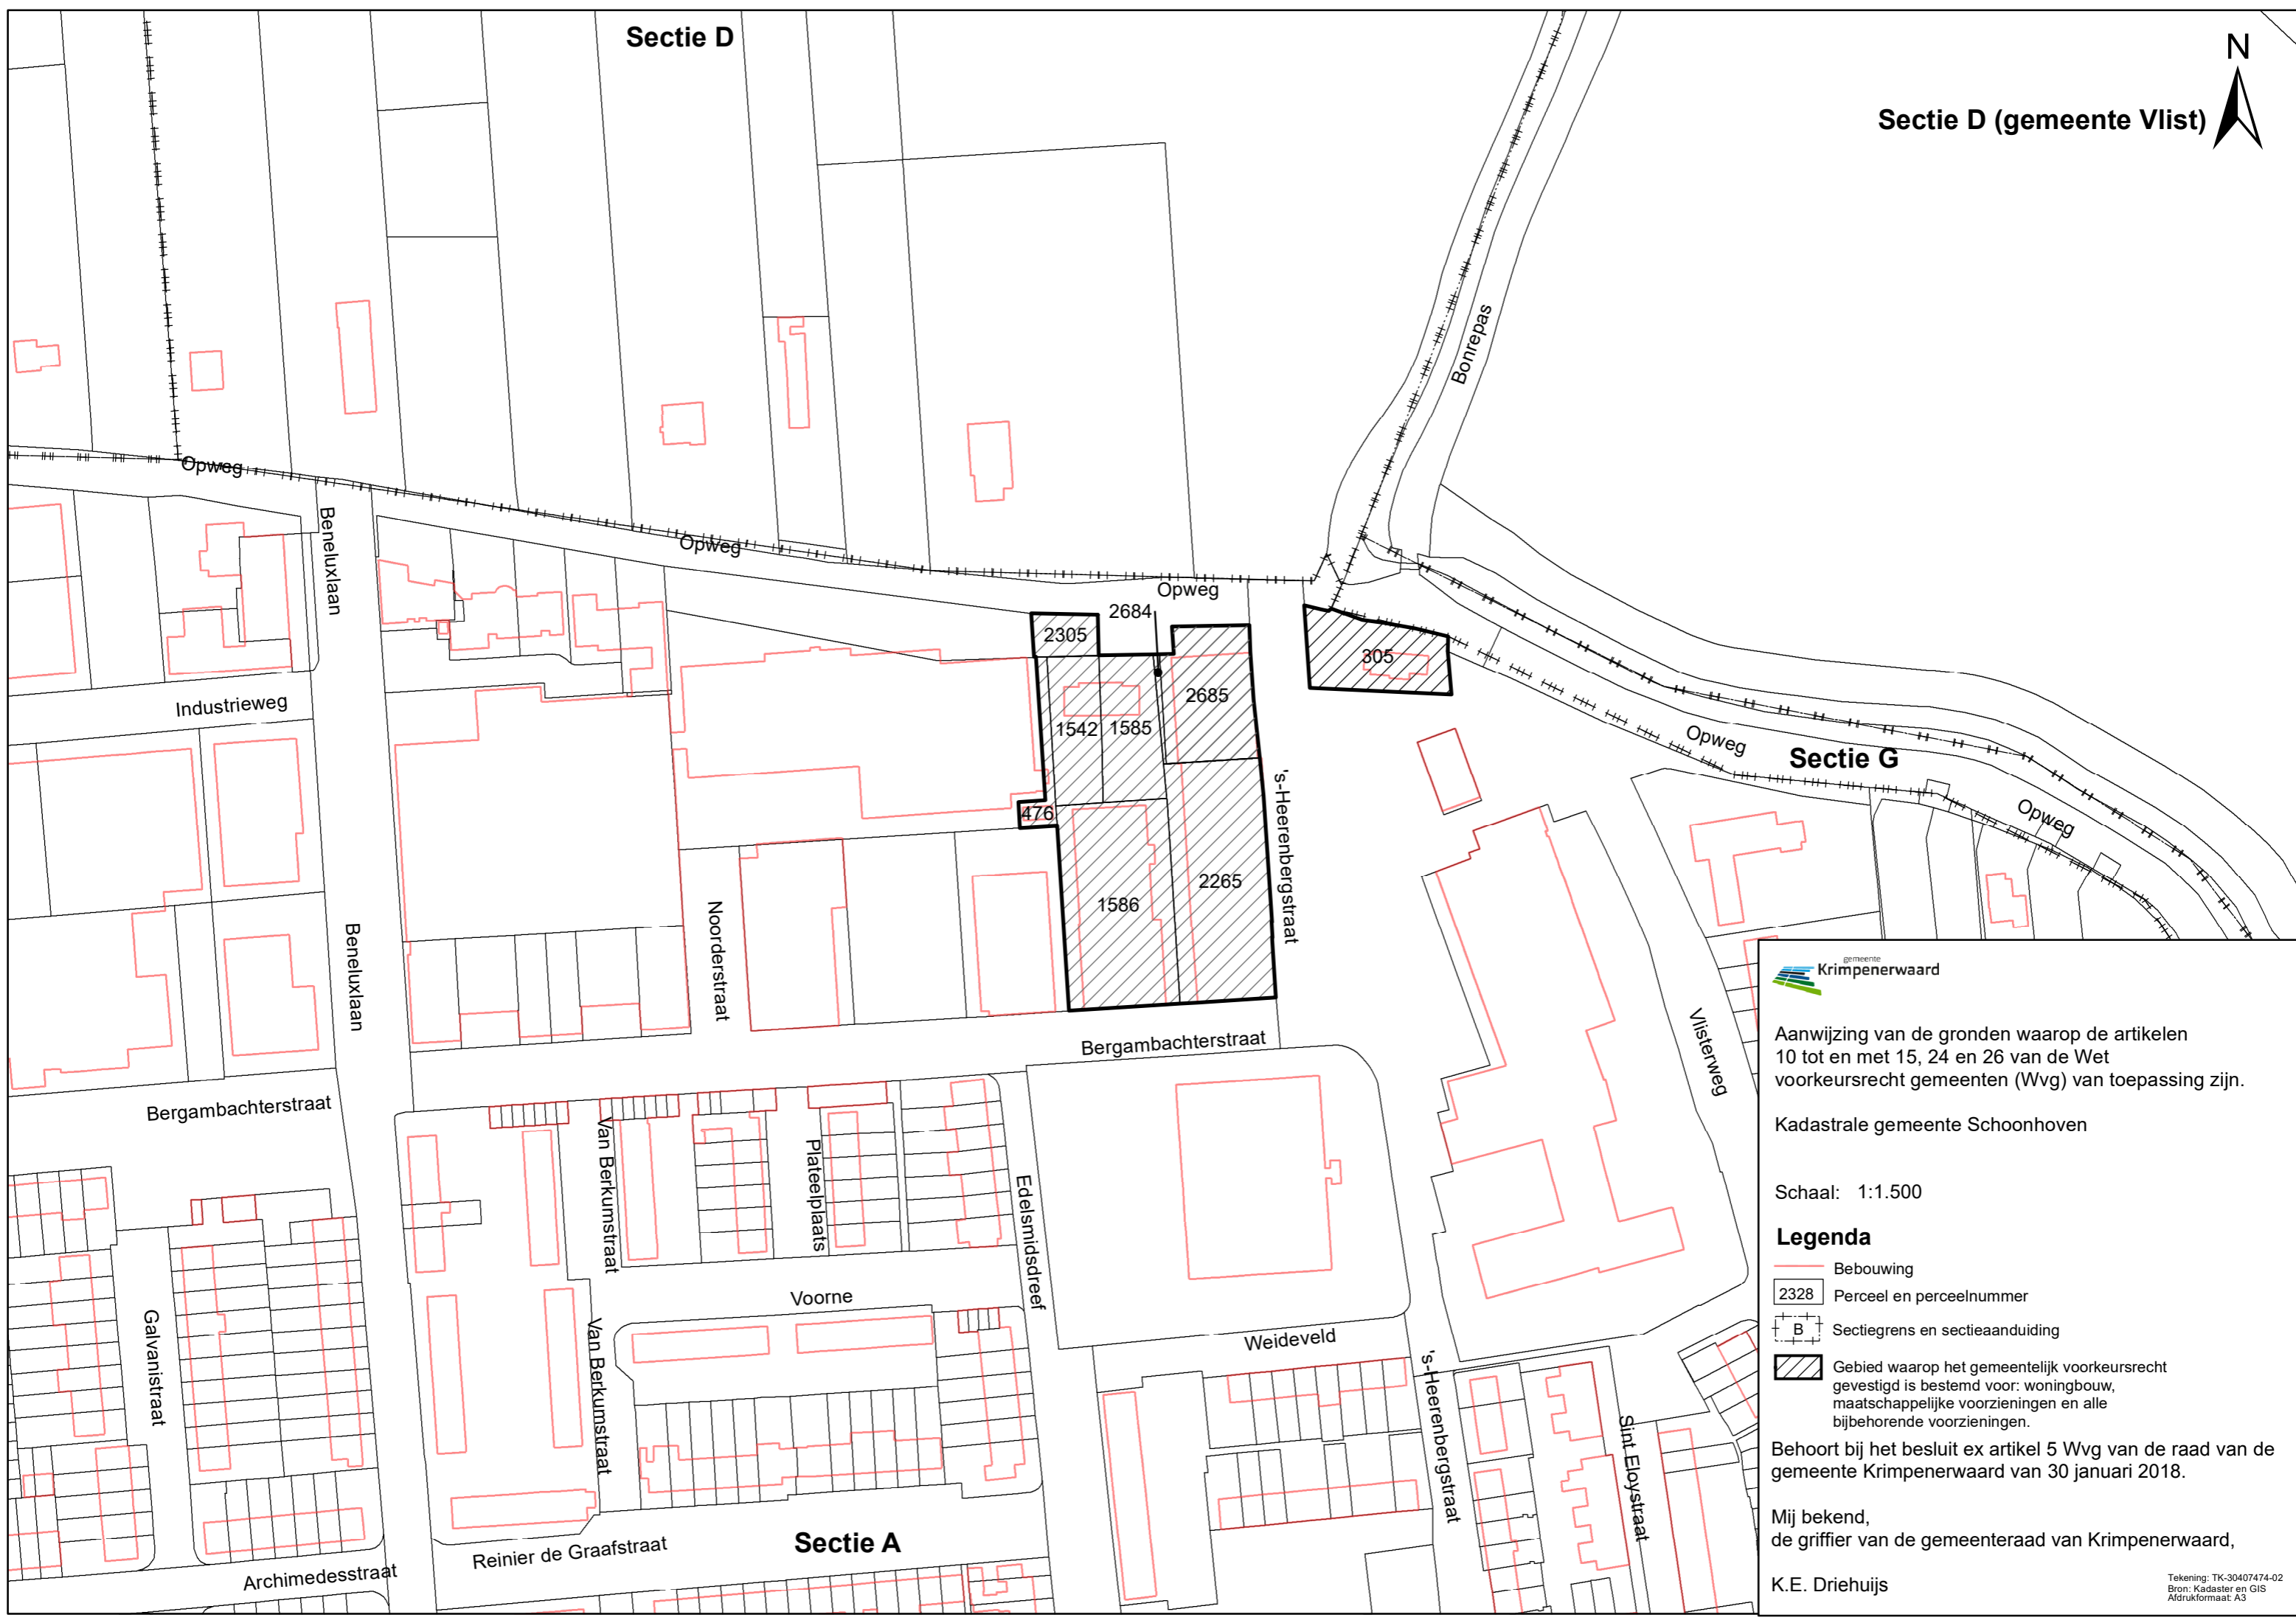 Sectie D
N
Sectie D (gemeente Vlist)
Bonrepas
Opweg
Opweg
Opweg
Beneluxlaan
2684
2305
305
2685
1542
1585
Industrieweg
Opweg
Sectie G
Opweg
476
's-Heerenbergstraat
2265
1586
Noorderstraat
Beneluxlaan
Bergambachterstraat
Vlisterweg
Bergambachterstraat
Van Berkumstraat
Plateelplaats
Edelsmidsdreef
Voorne
Weideveld
Galvanistraat
Van Berkumstraat
's-Heerenbergstraat
Sint Eloystraat
Sectie A
Reinier de Graafstraat
Archimedesstraat
gemeente
Krimpenerwaard
Aanwijzing van de gronden waarop de artikelen
10 tot en met 15, 24 en 26 van de Wet
voorkeursrecht gemeenten (Wvg) van toepassing zijn.
Kadastrale gemeente Schoonhoven
Schaal: 1:1.500
Legenda
Bebouwing
2328 Perceel en perceelnummer
B Sectiegrens en sectieaanduiding
Gebied waarop het gemeentelijk voorkeursrecht
gevestigd is bestemd voor: woningbouw,
maatschappelijke voorzieningen en alle
bijbehorende voorzieningen.
Behoort bij het besluit ex artikel 5 Wvg van de raad van de
gemeente Krimpenerwaard van 30 januari 2018.
Mij bekend,
de griffier van de gemeenteraad van Krimpenerwaard,
K.E. Driehuijs
Tekening: TK-30407474-02
Bron: Kadaster en GIS
Afdrukformaat: A3